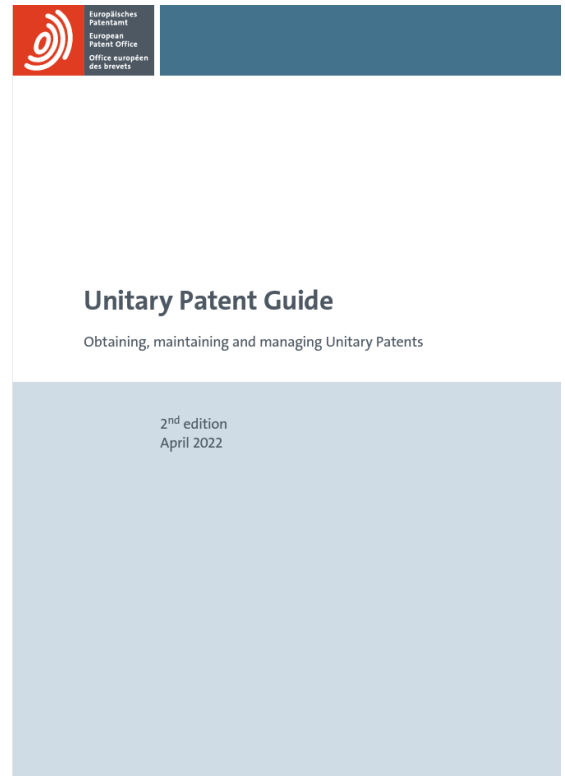 Europäisches
Patentamt
European
Patent Office
Office européen
des brevets
Unitary Patent Guide
Obtaining, maintaining and managing Unitary Patents
2nd edition
April 2022